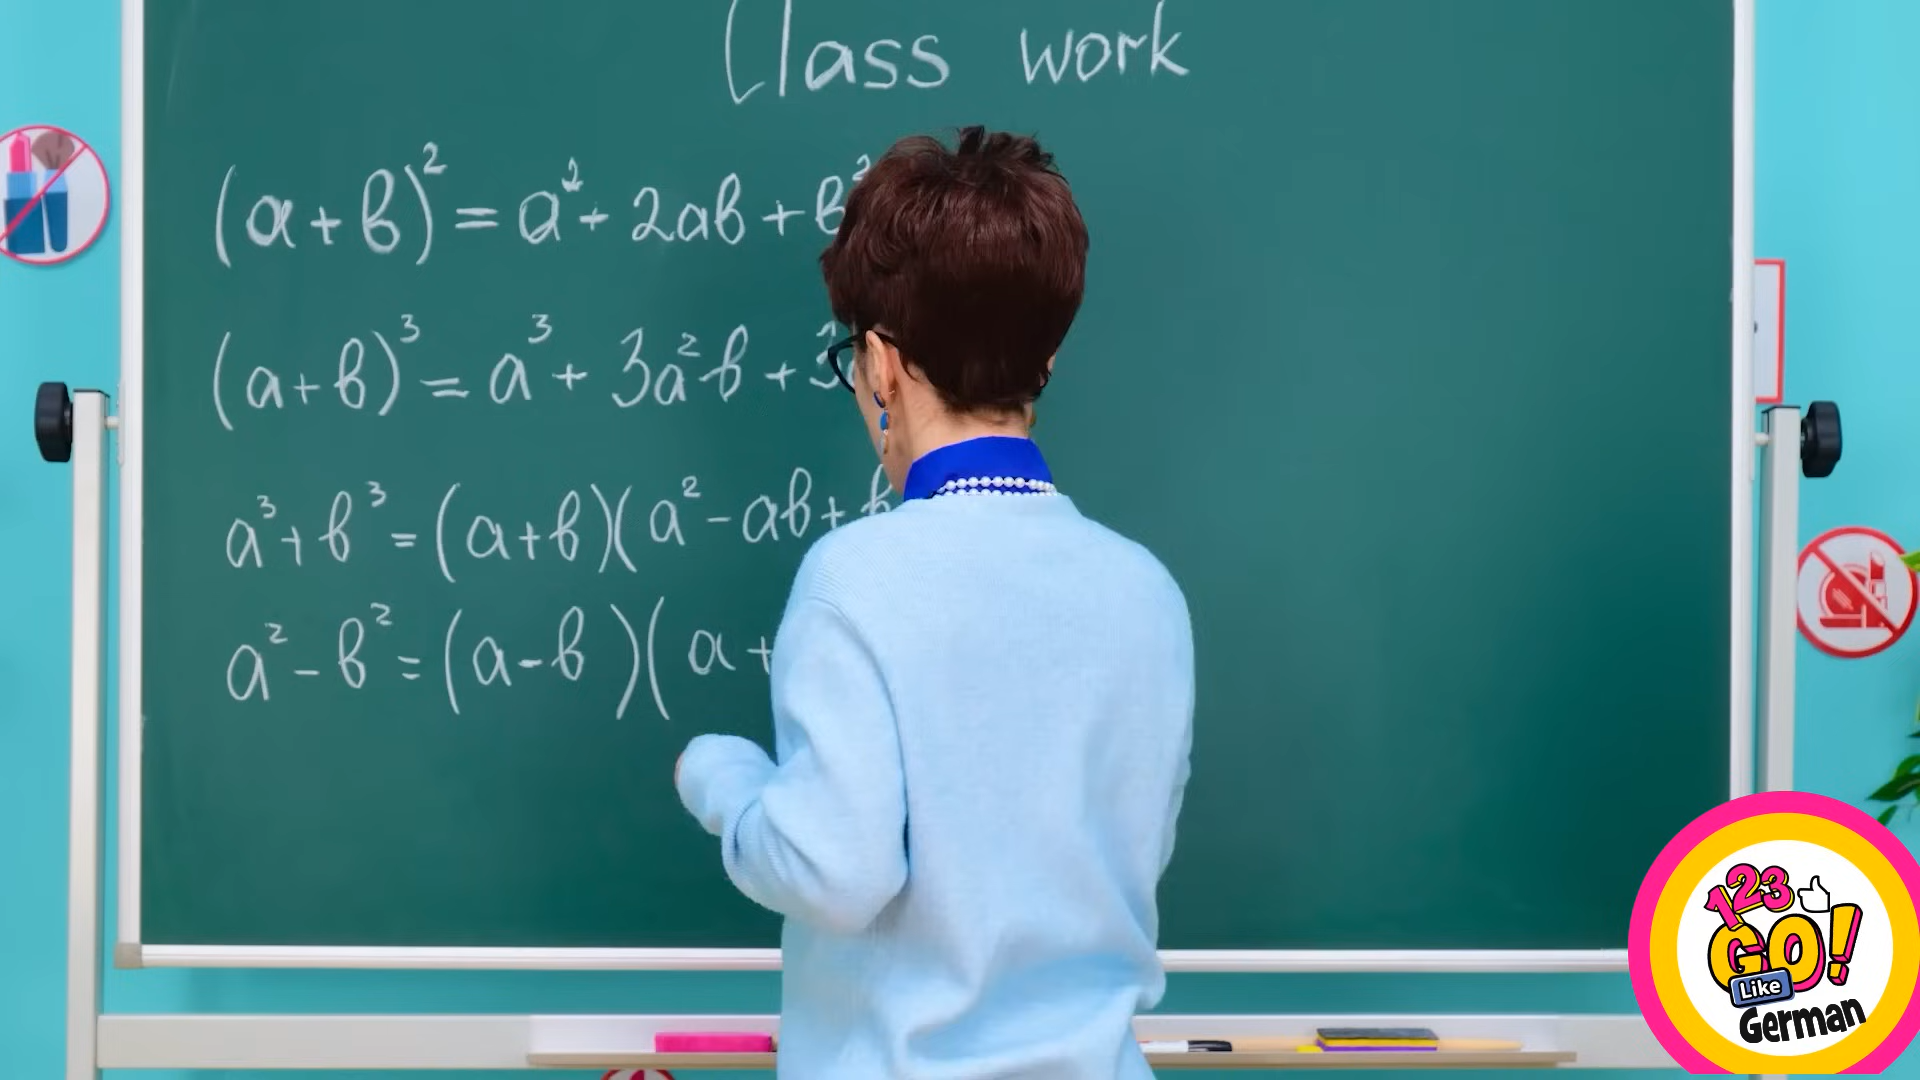 Class work
(a+b)² = a² + 2ab + b²
(a+b)³ = a³ + 3a²b + 3
a³+b³ = (a+b)(a²-ab+b
a²-b² = (a-b)(a+
123
GO!
Like
German